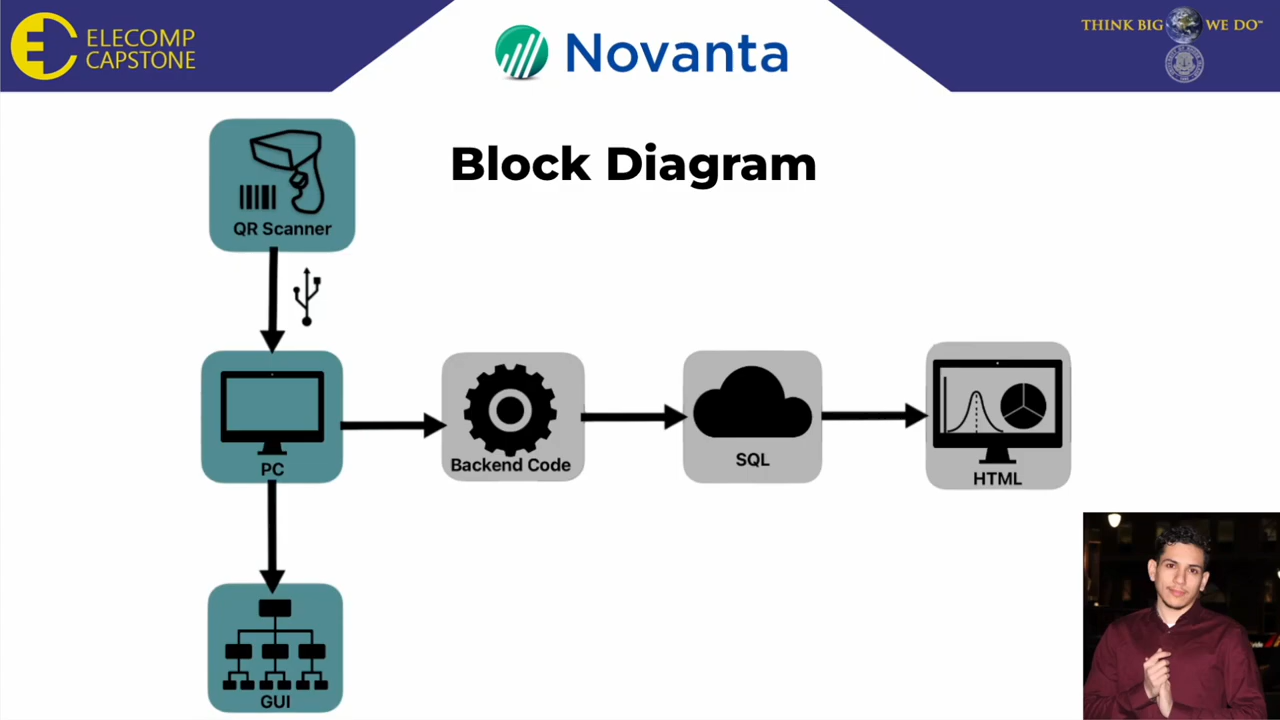 ELECOMP
CAPSTONE
Novanta
THINK BIG WE DO™
Block Diagram
QR Scanner
PC
Backend Code
SQL
HTML
GUI